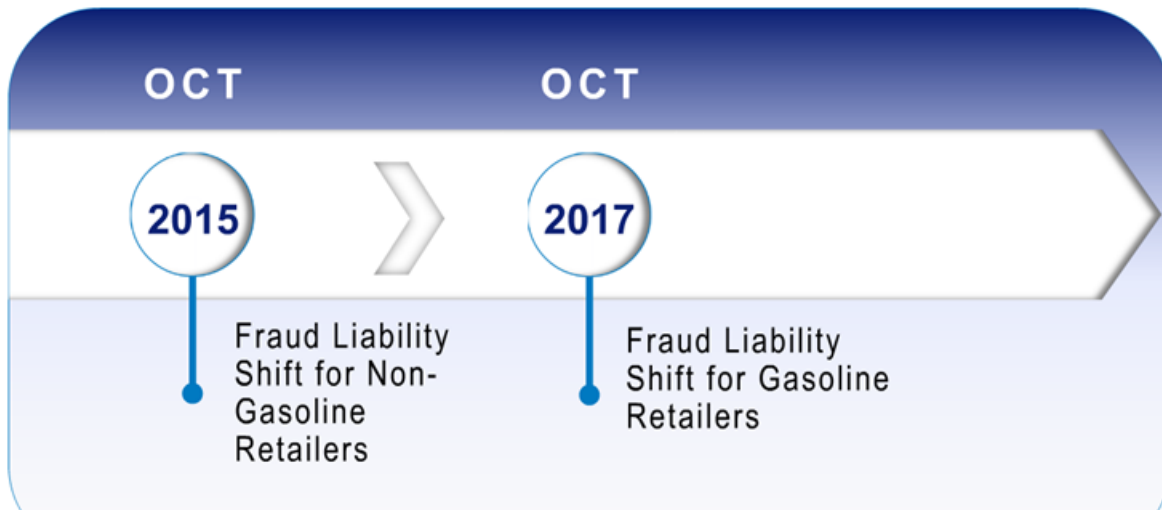 OCT
OCT
2015
2017
Fraud Liability
Shift for Non-
Gasoline
Retailers
Fraud Liability
Shift for Gasoline
Retailers